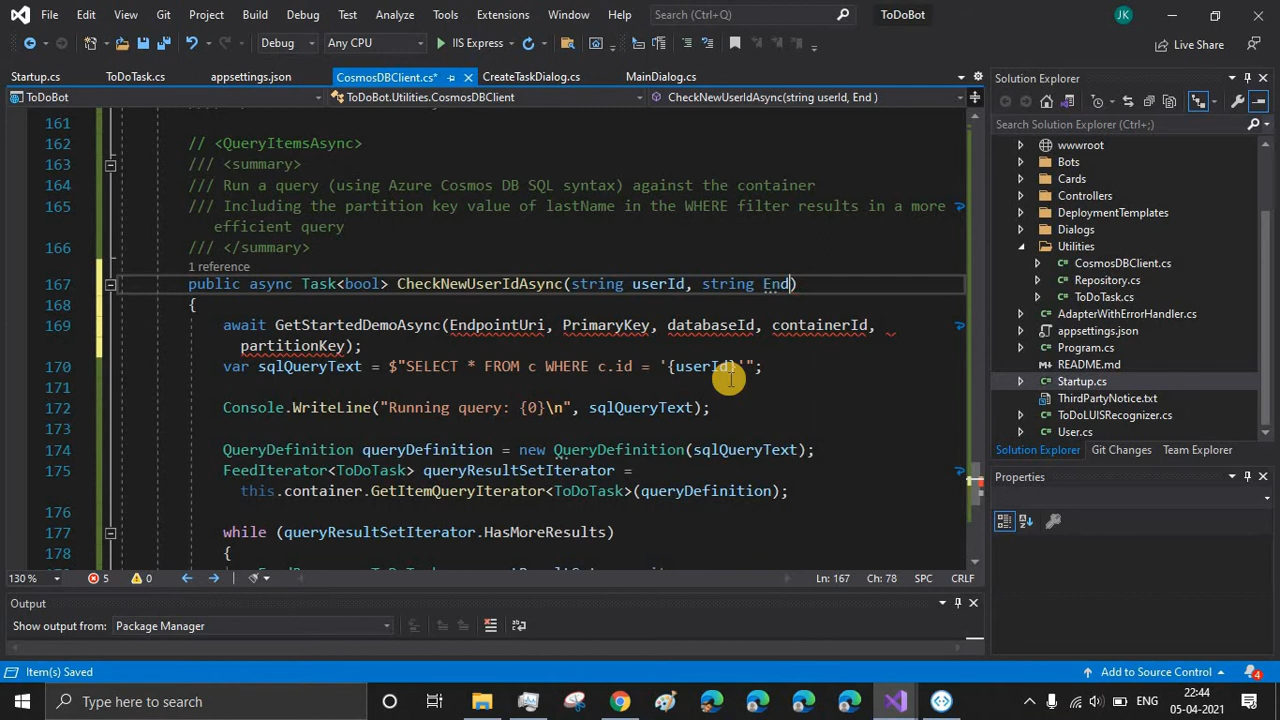 File Edit View Git Project Build Debug Test Analyze Tools Extensions Window Help Search (Ctrl+Q) ToDoBot JK
Debug Any CPU IIS Express Live Share
Startup.cs ToDoTask.cs appsettings.json CosmosDBClient.cs* CreateTaskDialog.cs MainDialog.cs
ToDoBot ToDoBot.Utilities.CosmosDBClient CheckNewUserIdAsync(string userId, End )
161
162 // <QueryItemsAsync>
163 /// <summary>
164 /// Run a query (using Azure Cosmos DB SQL syntax) against the container
165 /// Including the partition key value of lastName in the WHERE filter results in a more
efficient query
166 /// </summary>
1 reference
167 public async Task<bool> CheckNewUserIdAsync(string userId, string End)
168 {
169 await GetStartedDemoAsync(EndpointUri, PrimaryKey, databaseId, containerId,
partitionKey);
170 var sqlQueryText = $"SELECT * FROM c WHERE c.id = '{userId}'";
171
172 Console.WriteLine("Running query: {0}\n", sqlQueryText);
173
174 QueryDefinition queryDefinition = new QueryDefinition(sqlQueryText);
175 FeedIterator<ToDoTask> queryResultSetIterator =
this.container.GetItemQueryIterator<ToDoTask>(queryDefinition);
176
177 while (queryResultSetIterator.HasMoreResults)
178 {
130 % 5 0 Ln: 167 Ch: 78 SPC CRLF
Output
Show output from: Package Manager
Solution Explorer
Search Solution Explorer (Ctrl+;)
wwwroot
Bots
Cards
Controllers
DeploymentTemplates
Dialogs
Utilities
CosmosDBClient.cs
Repository.cs
ToDoTask.cs
AdapterWithErrorHandler.cs
appsettings.json
Program.cs
README.md
Startup.cs
ThirdPartyNotice.txt
ToDoLUISRecognizer.cs
User.cs
Solution Explorer Git Changes Team Explorer
Properties
Item(s) Saved Add to Source Control 4
Type here to search ENG 22:44
05-04-2021